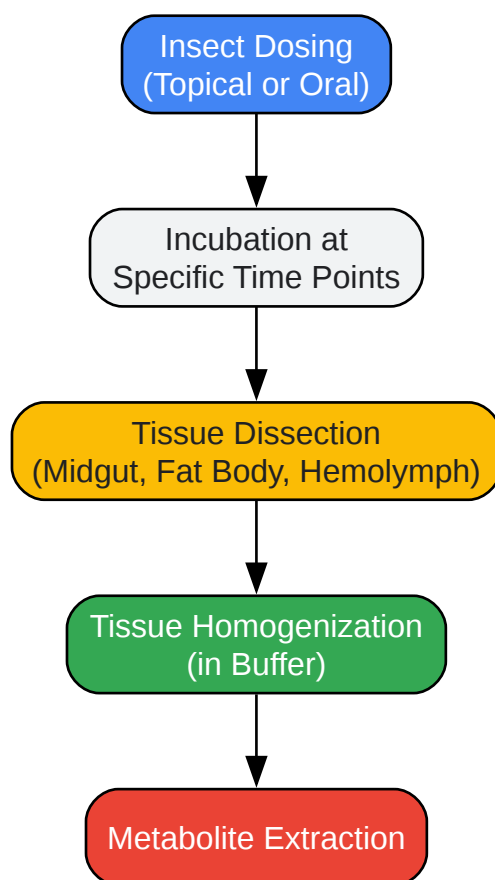 Insect Dosing
(Topical or Oral)
Incubation at
Specific Time Points
Tissue Dissection
(Midgut, Fat Body, Hemolymph)
Tissue Homogenization
(in Buffer)
Metabolite Extraction